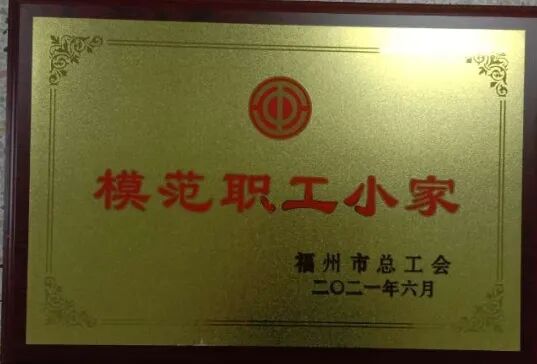 模范职工小家
福州市总工会
二〇二一年六月